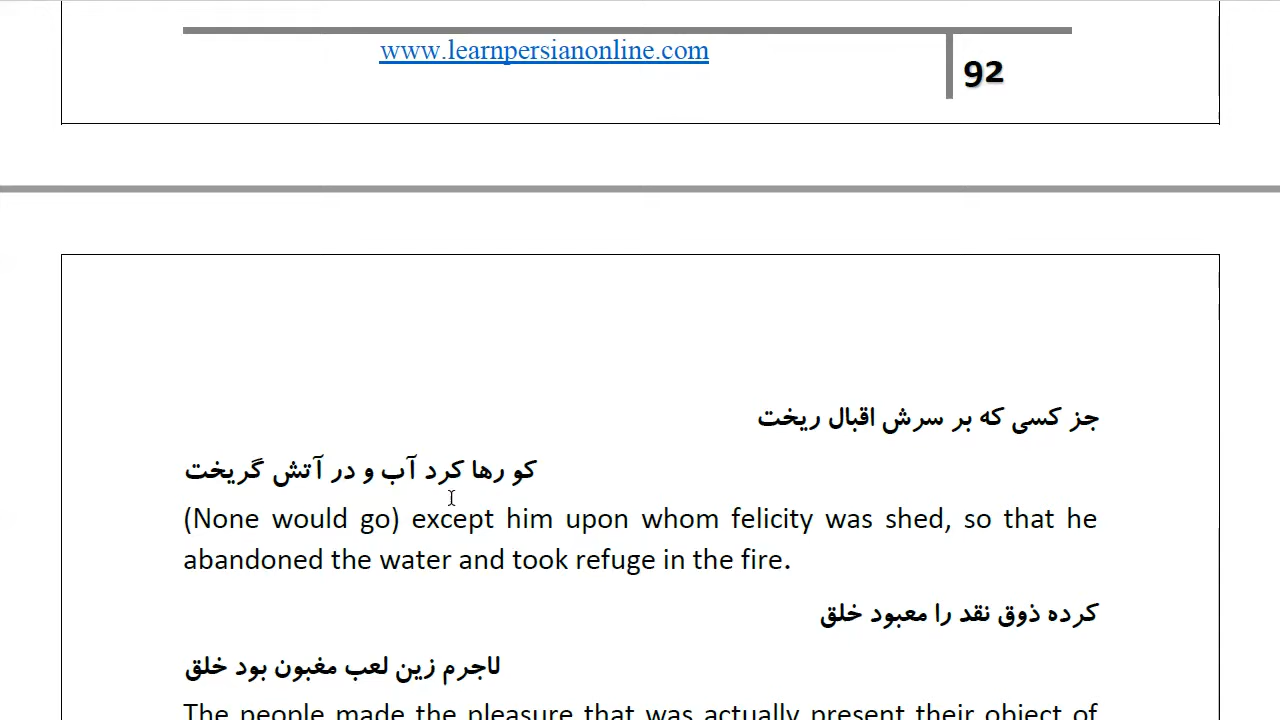 www.learnpersianonline.com
92
جز کسی که بر سرش اقبال ریخت
کو رها کرد آب و در آتش گریخت
(None would go) except him upon whom felicity was shed, so that he
abandoned the water and took refuge in the fire.
کرده ذوق نقد را معبود خلق
لاجرم زین لعب مغبون بود خلق
The people made the pleasure that was actually present their object of